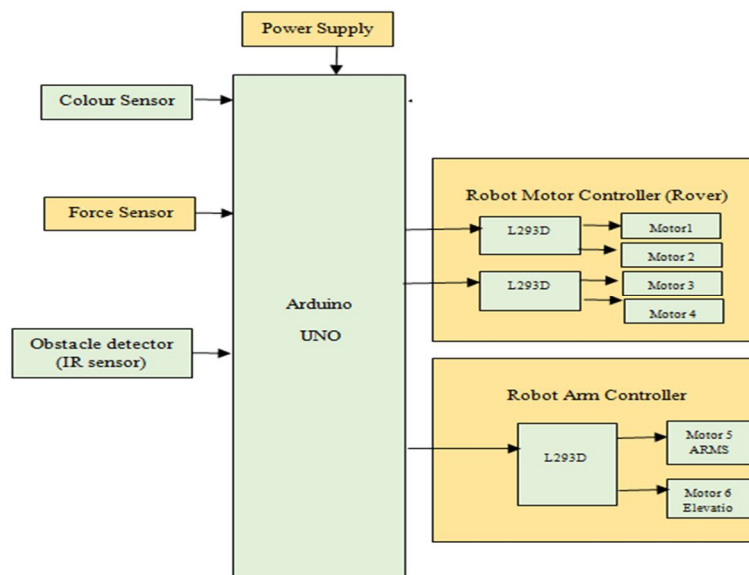 Power Supply
Colour Sensor
Force Sensor
Obstacle detector
(IR sensor)
Arduino
UNO
Robot Motor Controller (Rover)
L293D
Motor1
Motor 2
L293D
Motor 3
Motor 4
Robot Arm Controller
L293D
Motor 5
ARMS
Motor 6
Elevatio